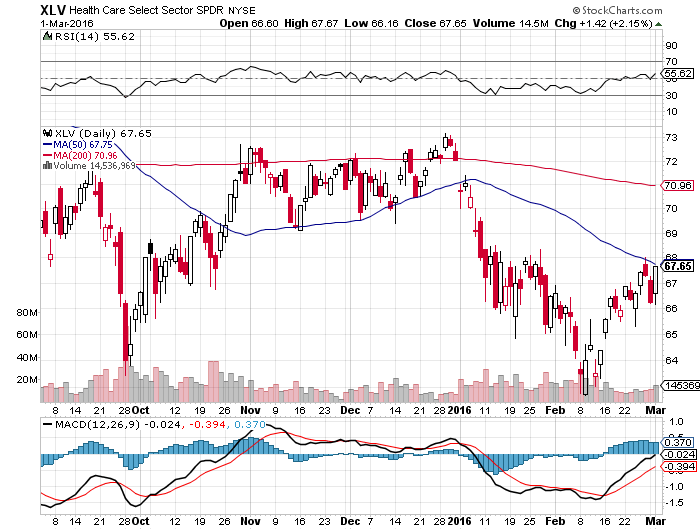 XLV Health Care Select Sector SPDR NYSE © StockCharts.com
1-Mar-2016 Open 66.60 High 67.67 Low 66.16 Close 67.65 Volume 14.5M Chg +1.42 (+2.15%)
RSI(14) 55.62
90
70
55.62
50
30
10
XLV (Daily) 67.65
MA(50) 67.75
MA(200) 70.96
Volume 14,536,969
73
72
70.96
70
69
68
67.65
67
66
65
64
80M
60M
40M
20M
145369
8 14 21 28 Oct 12 19 26 Nov 9 16 23 Dec 7 14 21 28 2016 11 19 25 Feb 8 16 22 Mar
MACD(12,26,9) -0.024, -0.394, 0.370
1.0
0.5
0.370
-0.024
-0.394
-1.0
-1.5
8 14 21 28 Oct 12 19 26 Nov 9 16 23 Dec 7 14 21 28 2016 11 19 25 Feb 8 16 22 Mar